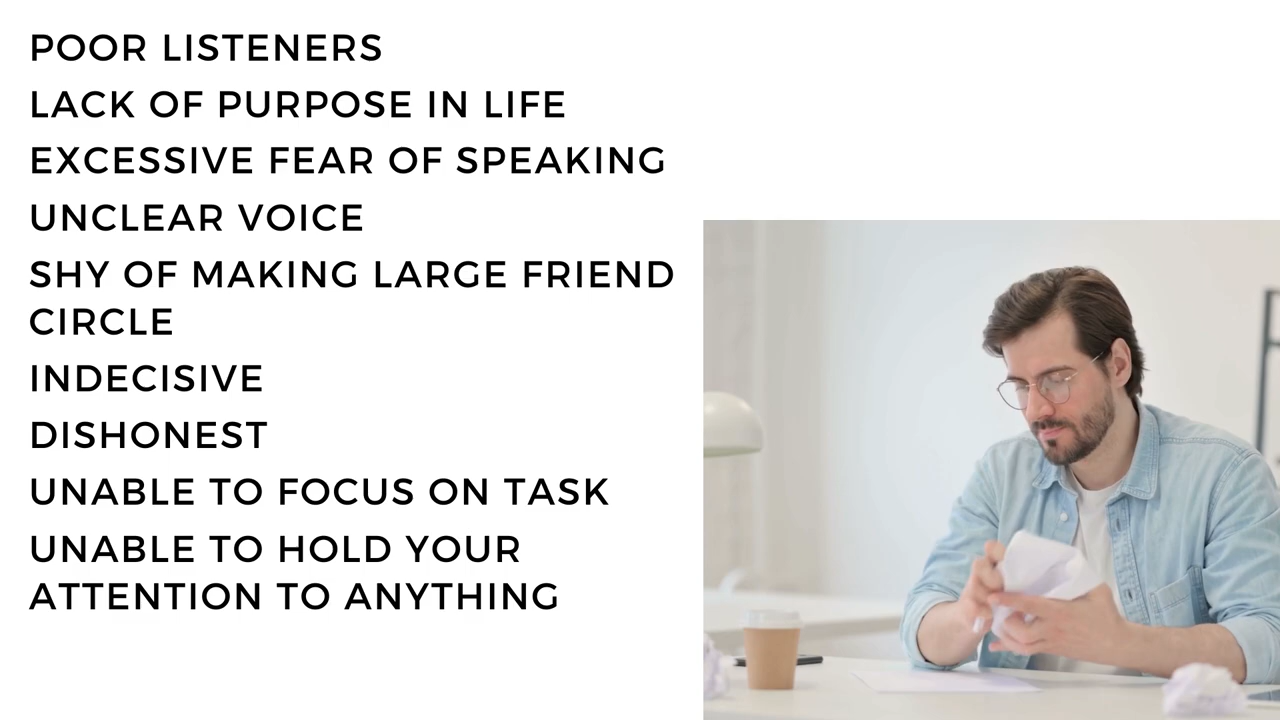 POOR LISTENERS
LACK OF PURPOSE IN LIFE
EXCESSIVE FEAR OF SPEAKING
UNCLEAR VOICE
SHY OF MAKING LARGE FRIEND
CIRCLE
INDECISIVE
DISHONEST
UNABLE TO FOCUS ON TASK
UNABLE TO HOLD YOUR
ATTENTION TO ANYTHING